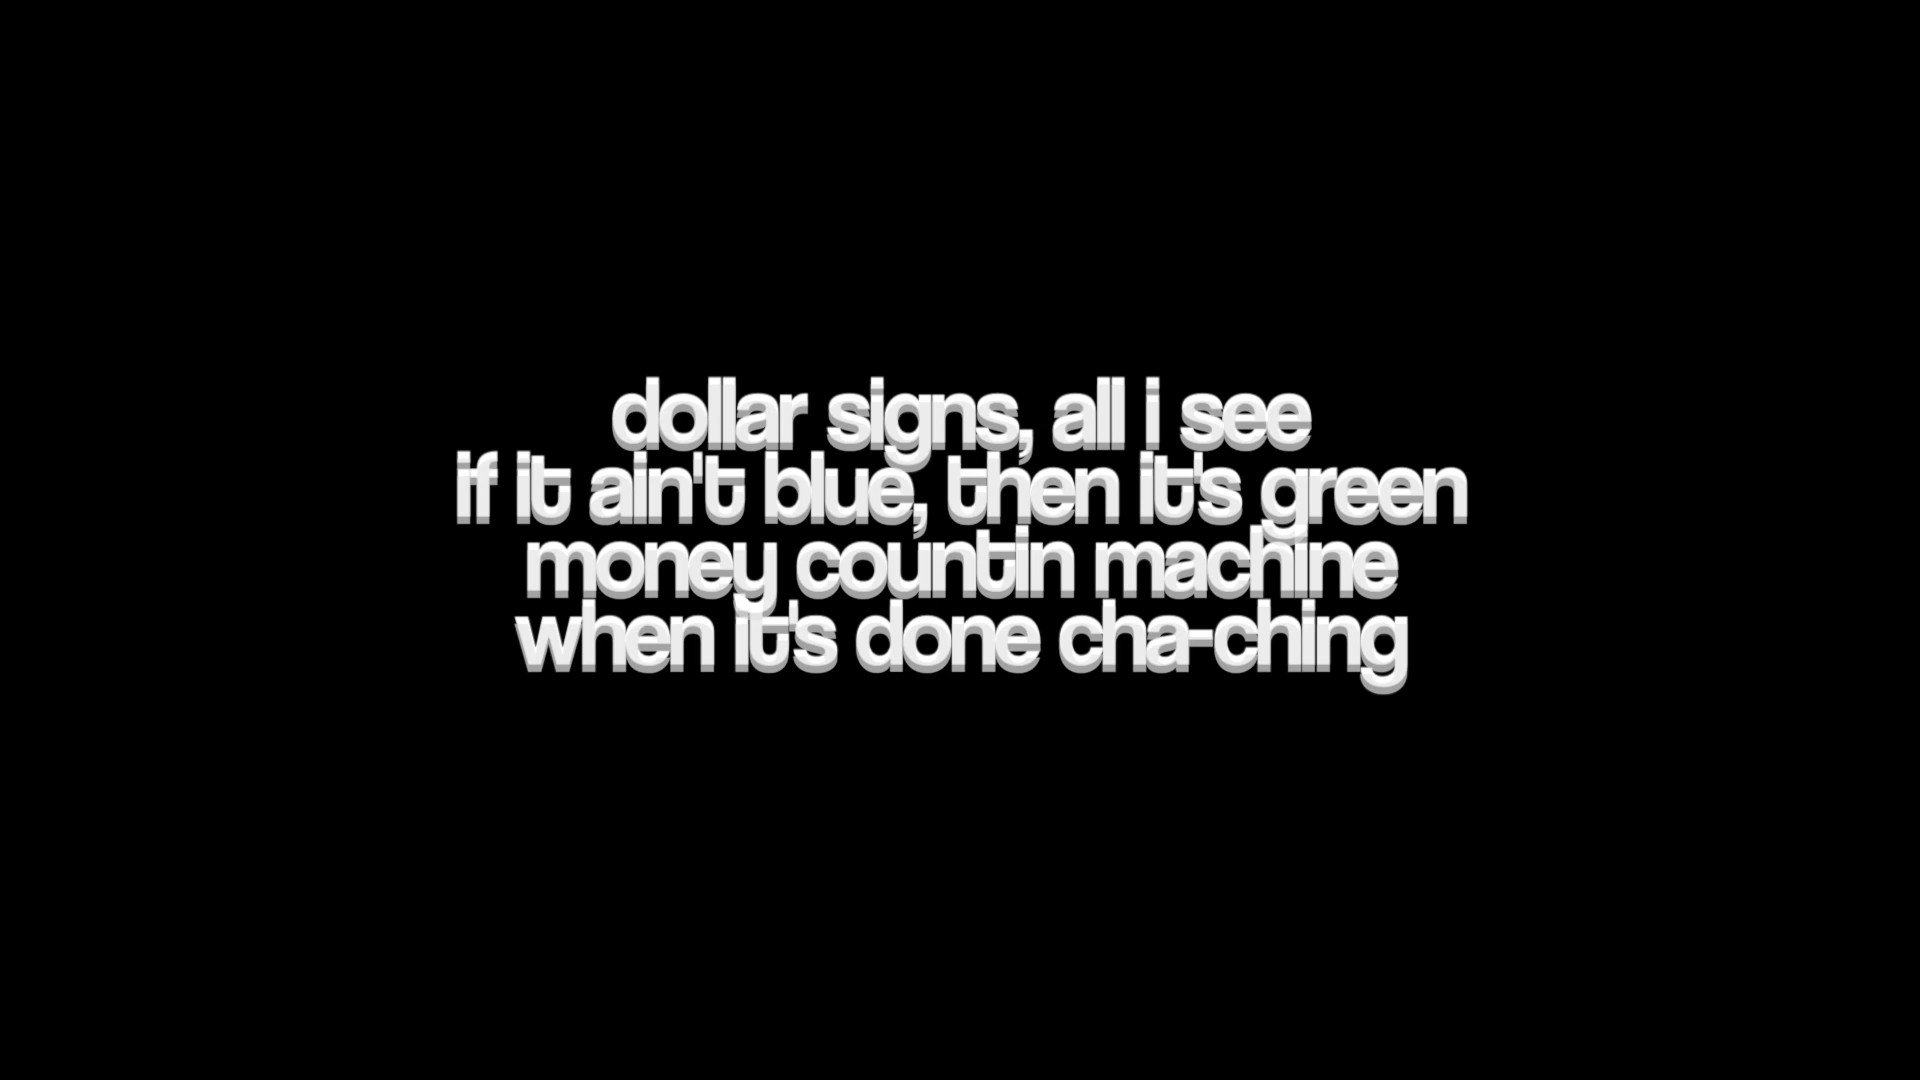 dollar signs, all i see
if it ain't blue, then it's green
money countin machine
when it's done cha-ching